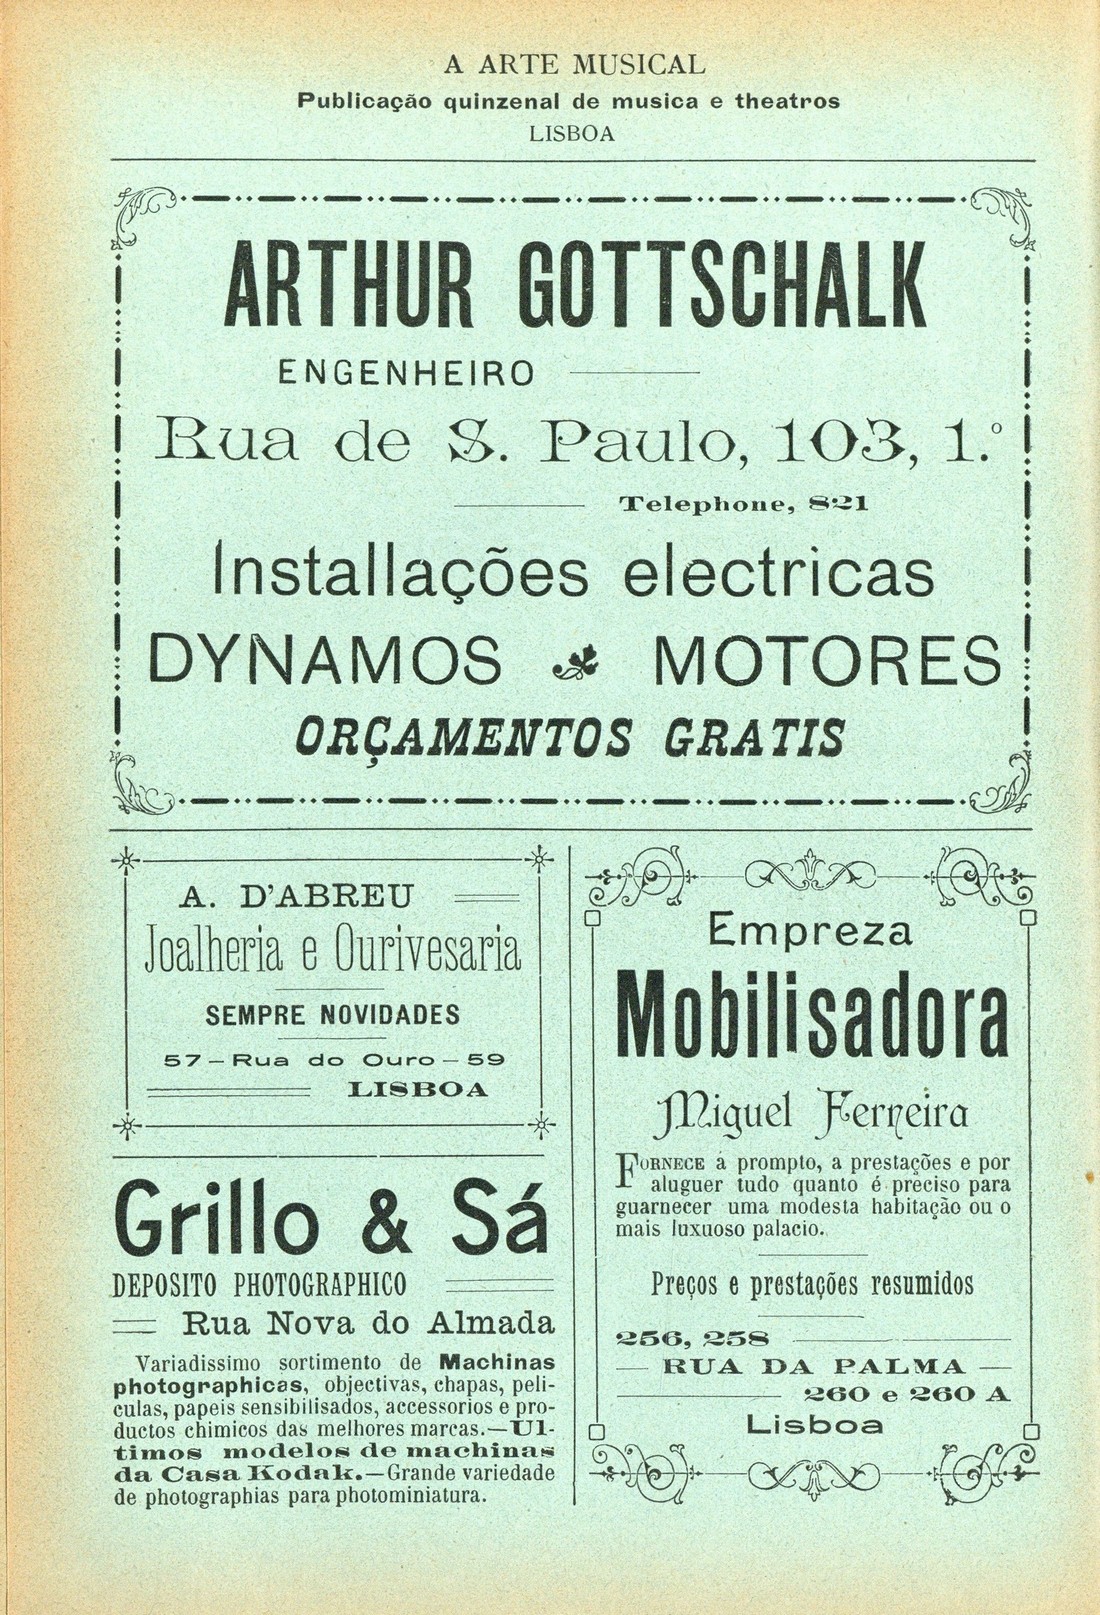 A ARTE MUSICAL
Publicação quinzenal de musica e theatros
LISBOA
ARTHUR GOTTSCHALK
ENGENHEIRO
Rua de S. Paulo, 103, 1.º
Telephone, 821
Installações electricas
DYNAMOS MOTORES
ORÇAMENTOS GRATIS
A. D'ABREU
Joalheria e Ourivesaria
SEMPRE NOVIDADES
57—Rua do Ouro—59
LISBOA
Grillo & Sá
DEPOSITO PHOTOGRAPHICO
Rua Nova do Almada
Variadissimo sortimento de Machinas
photographicas, objectivas, chapas, peli-
culas, papeis sensibilisados, accessorios e pro-
ductos chimicos das melhores marcas.—Ul-
timos modelos de machinas
da Casa Kodak.—Grande variedade
de photographias para photominiatura.
Empreza
Mobilisadora
Miguel Ferreira
FORNECE a prompto, a prestações e por
aluguer tudo quanto é preciso para
guarnecer uma modesta habitação ou o
mais luxuoso palacio.
Preços e prestações resumidos
256, 258
— RUA DA PALMA —
260 e 260 A
Lisboa